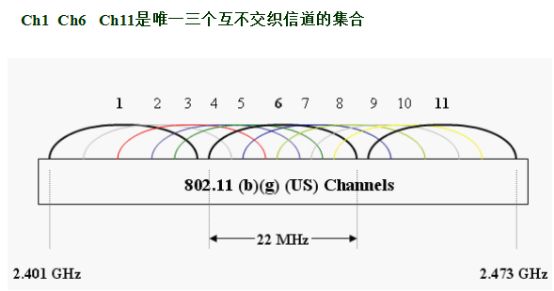 Ch1 Ch6 Ch11是唯一三个互不交织信道的集合
1 2 3 4 5 6 7 8 9 10 11
802.11 (b)(g) (US) Channels
22 MHz
2.401 GHz 2.473 GHz